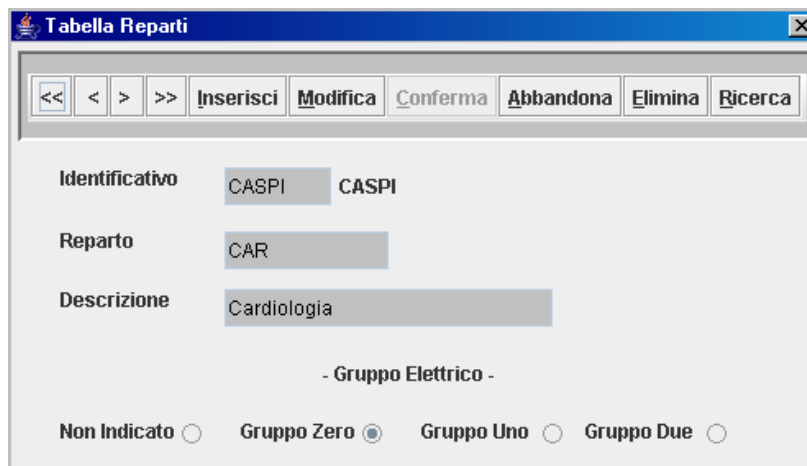 Tabella Reparti
<< < > >> Inserisci Modifica Conferma Abbandona Elimina Ricerca
Identificativo CASPI CASPI
Reparto CAR
Descrizione Cardiologia
- Gruppo Elettrico -
Non Indicato Gruppo Zero Gruppo Uno Gruppo Due